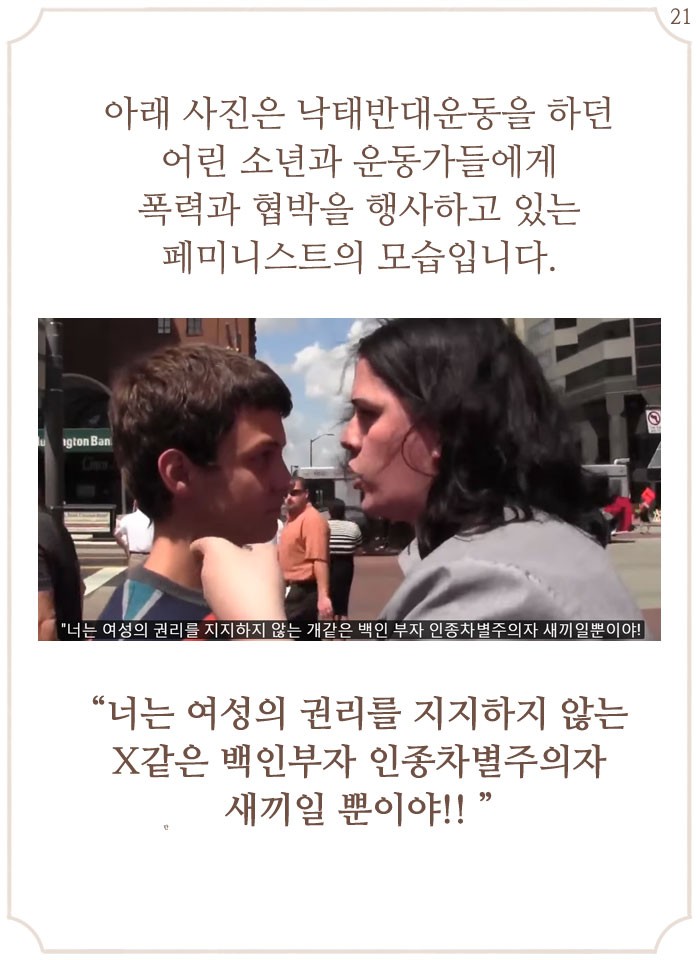 21
아래 사진은 낙태반대운동을 하던
어린 소년과 운동가들에게
폭력과 협박을 행사하고 있는
페미니스트의 모습입니다.
ngton Bank
"너는 여성의 권리를 지지하지 않는 개같은 백인 부자 인종차별주의자 새끼일뿐이야!
“너는 여성의 권리를 지지하지 않는
X같은 백인부자 인종차별주의자
새끼일 뿐이야!! ”
e